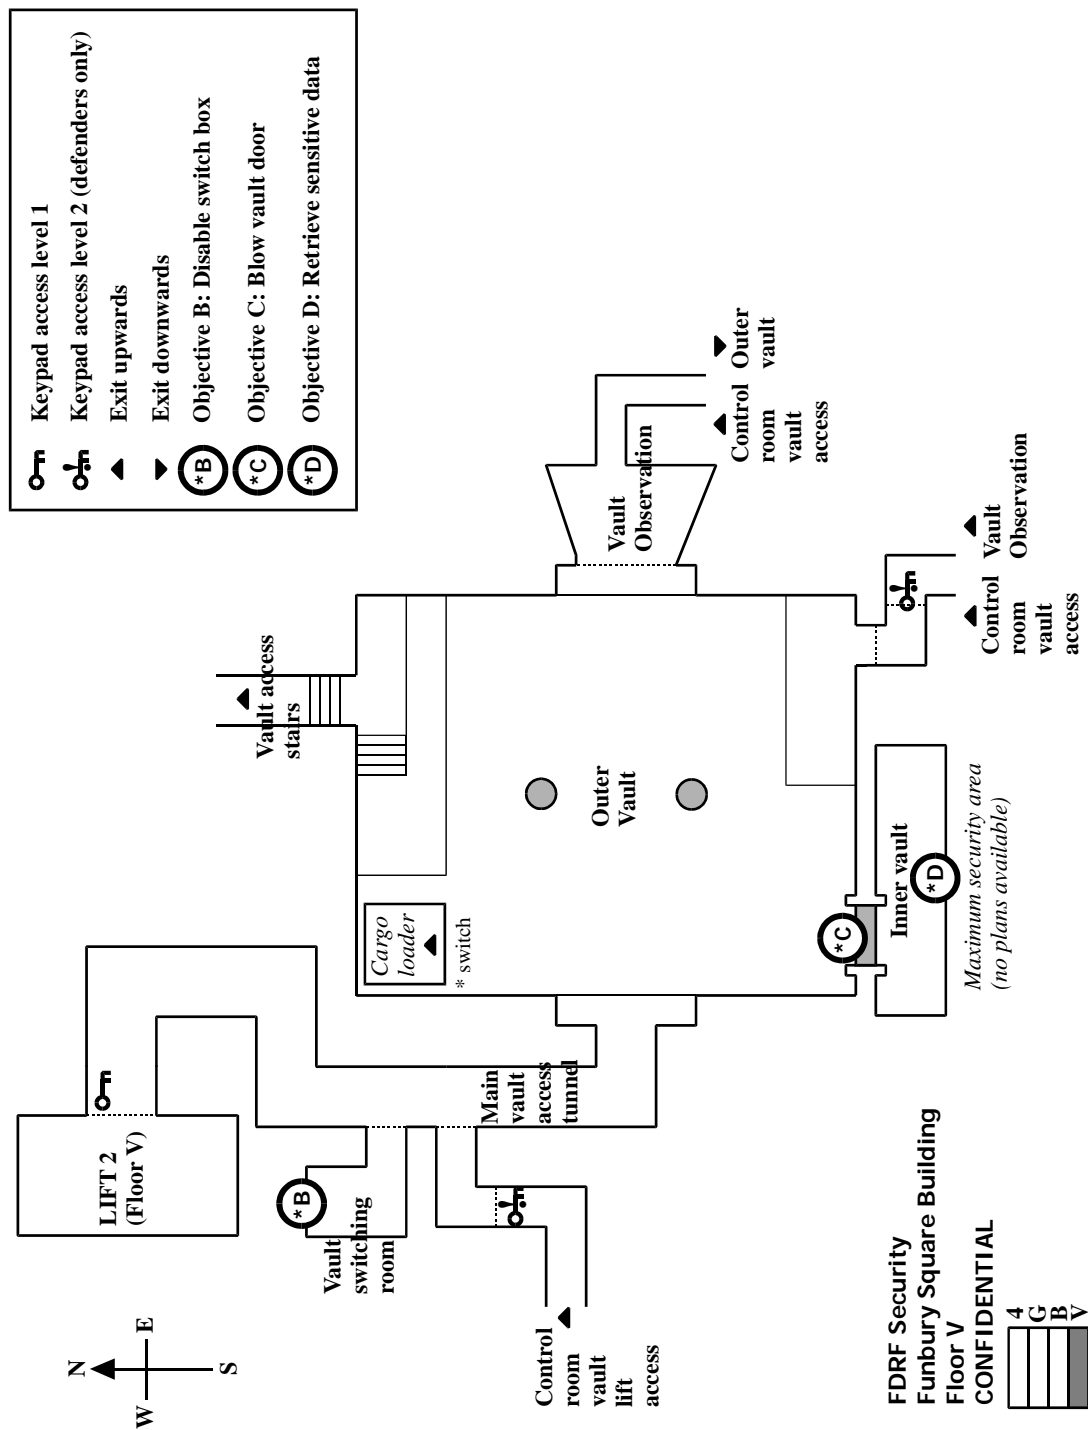 Keypad access level 1
Keypad access level 2 (defenders only)
Exit upwards
Exit downwards
*B Objective B: Disable switch box
*C Objective C: Blow vault door
*D Objective D: Retrieve sensitive data
N
W E
S
LIFT 2
(Floor V)
*B
Vault
switching
room
Control
room
vault
lift
access
Main
vault
access
tunnel
Cargo
loader
* switch
Vault access
stairs
Outer
Vault
Vault
Observation
Control
room
vault
access
Outer
vault
*C
Inner vault
*D
Maximum security area
(no plans available)
Control
room
vault
access
Vault
Observation
FDRF Security
Funbury Square Building
Floor V
CONFIDENTIAL
4
G
B
V